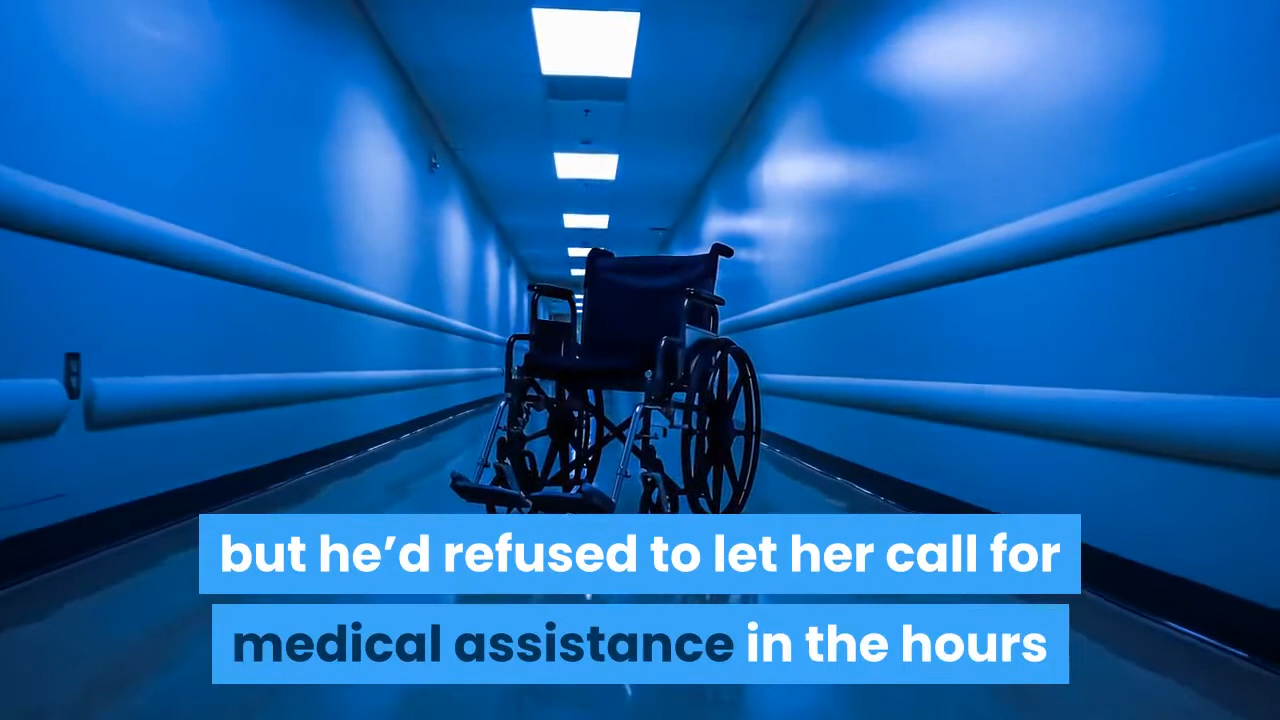 but he’d refused to let her call for
medical assistance in the hours